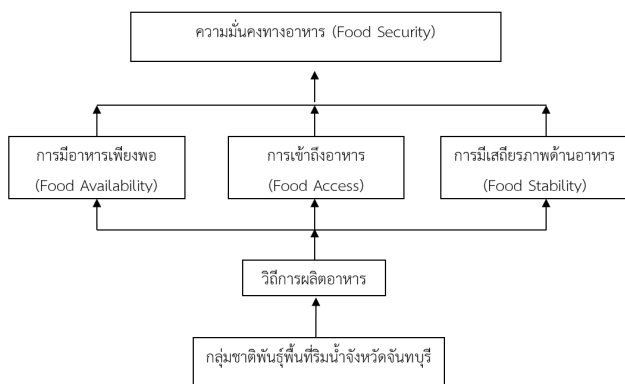 ความมั่นคงทางอาหาร (Food Security)
การมีอาหารเพียงพอ
(Food Availability)
การเข้าถึงอาหาร
(Food Access)
การมีเสถียรภาพด้านอาหาร
(Food Stability)
วิถีการผลิตอาหาร
กลุ่มชาติพันธุ์พื้นที่ริมน้ำจังหวัดจันทบุรี